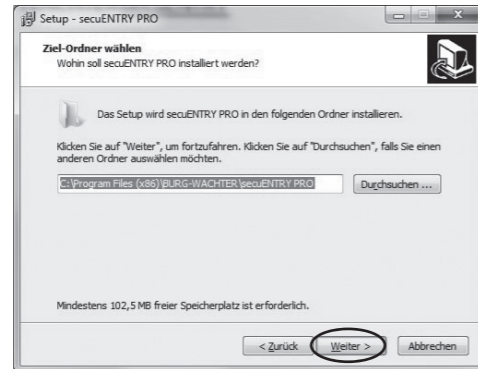 Setup - secuENTRY PRO
Ziel-Ordner wählen
Wohin soll secuENTRY PRO installiert werden?
Das Setup wird secuENTRY PRO in den folgenden Ordner installieren.
Klicken Sie auf "Weiter", um fortzufahren. Klicken Sie auf "Durchsuchen", falls Sie einen
anderen Ordner auswählen möchten.
C:\Program Files (x86)\BURG-WACHTER\secuENTRY PRO
Durchsuchen ...
Mindestens 102,5 MB freier Speicherplatz ist erforderlich.
< Zurück
Weiter >
Abbrechen